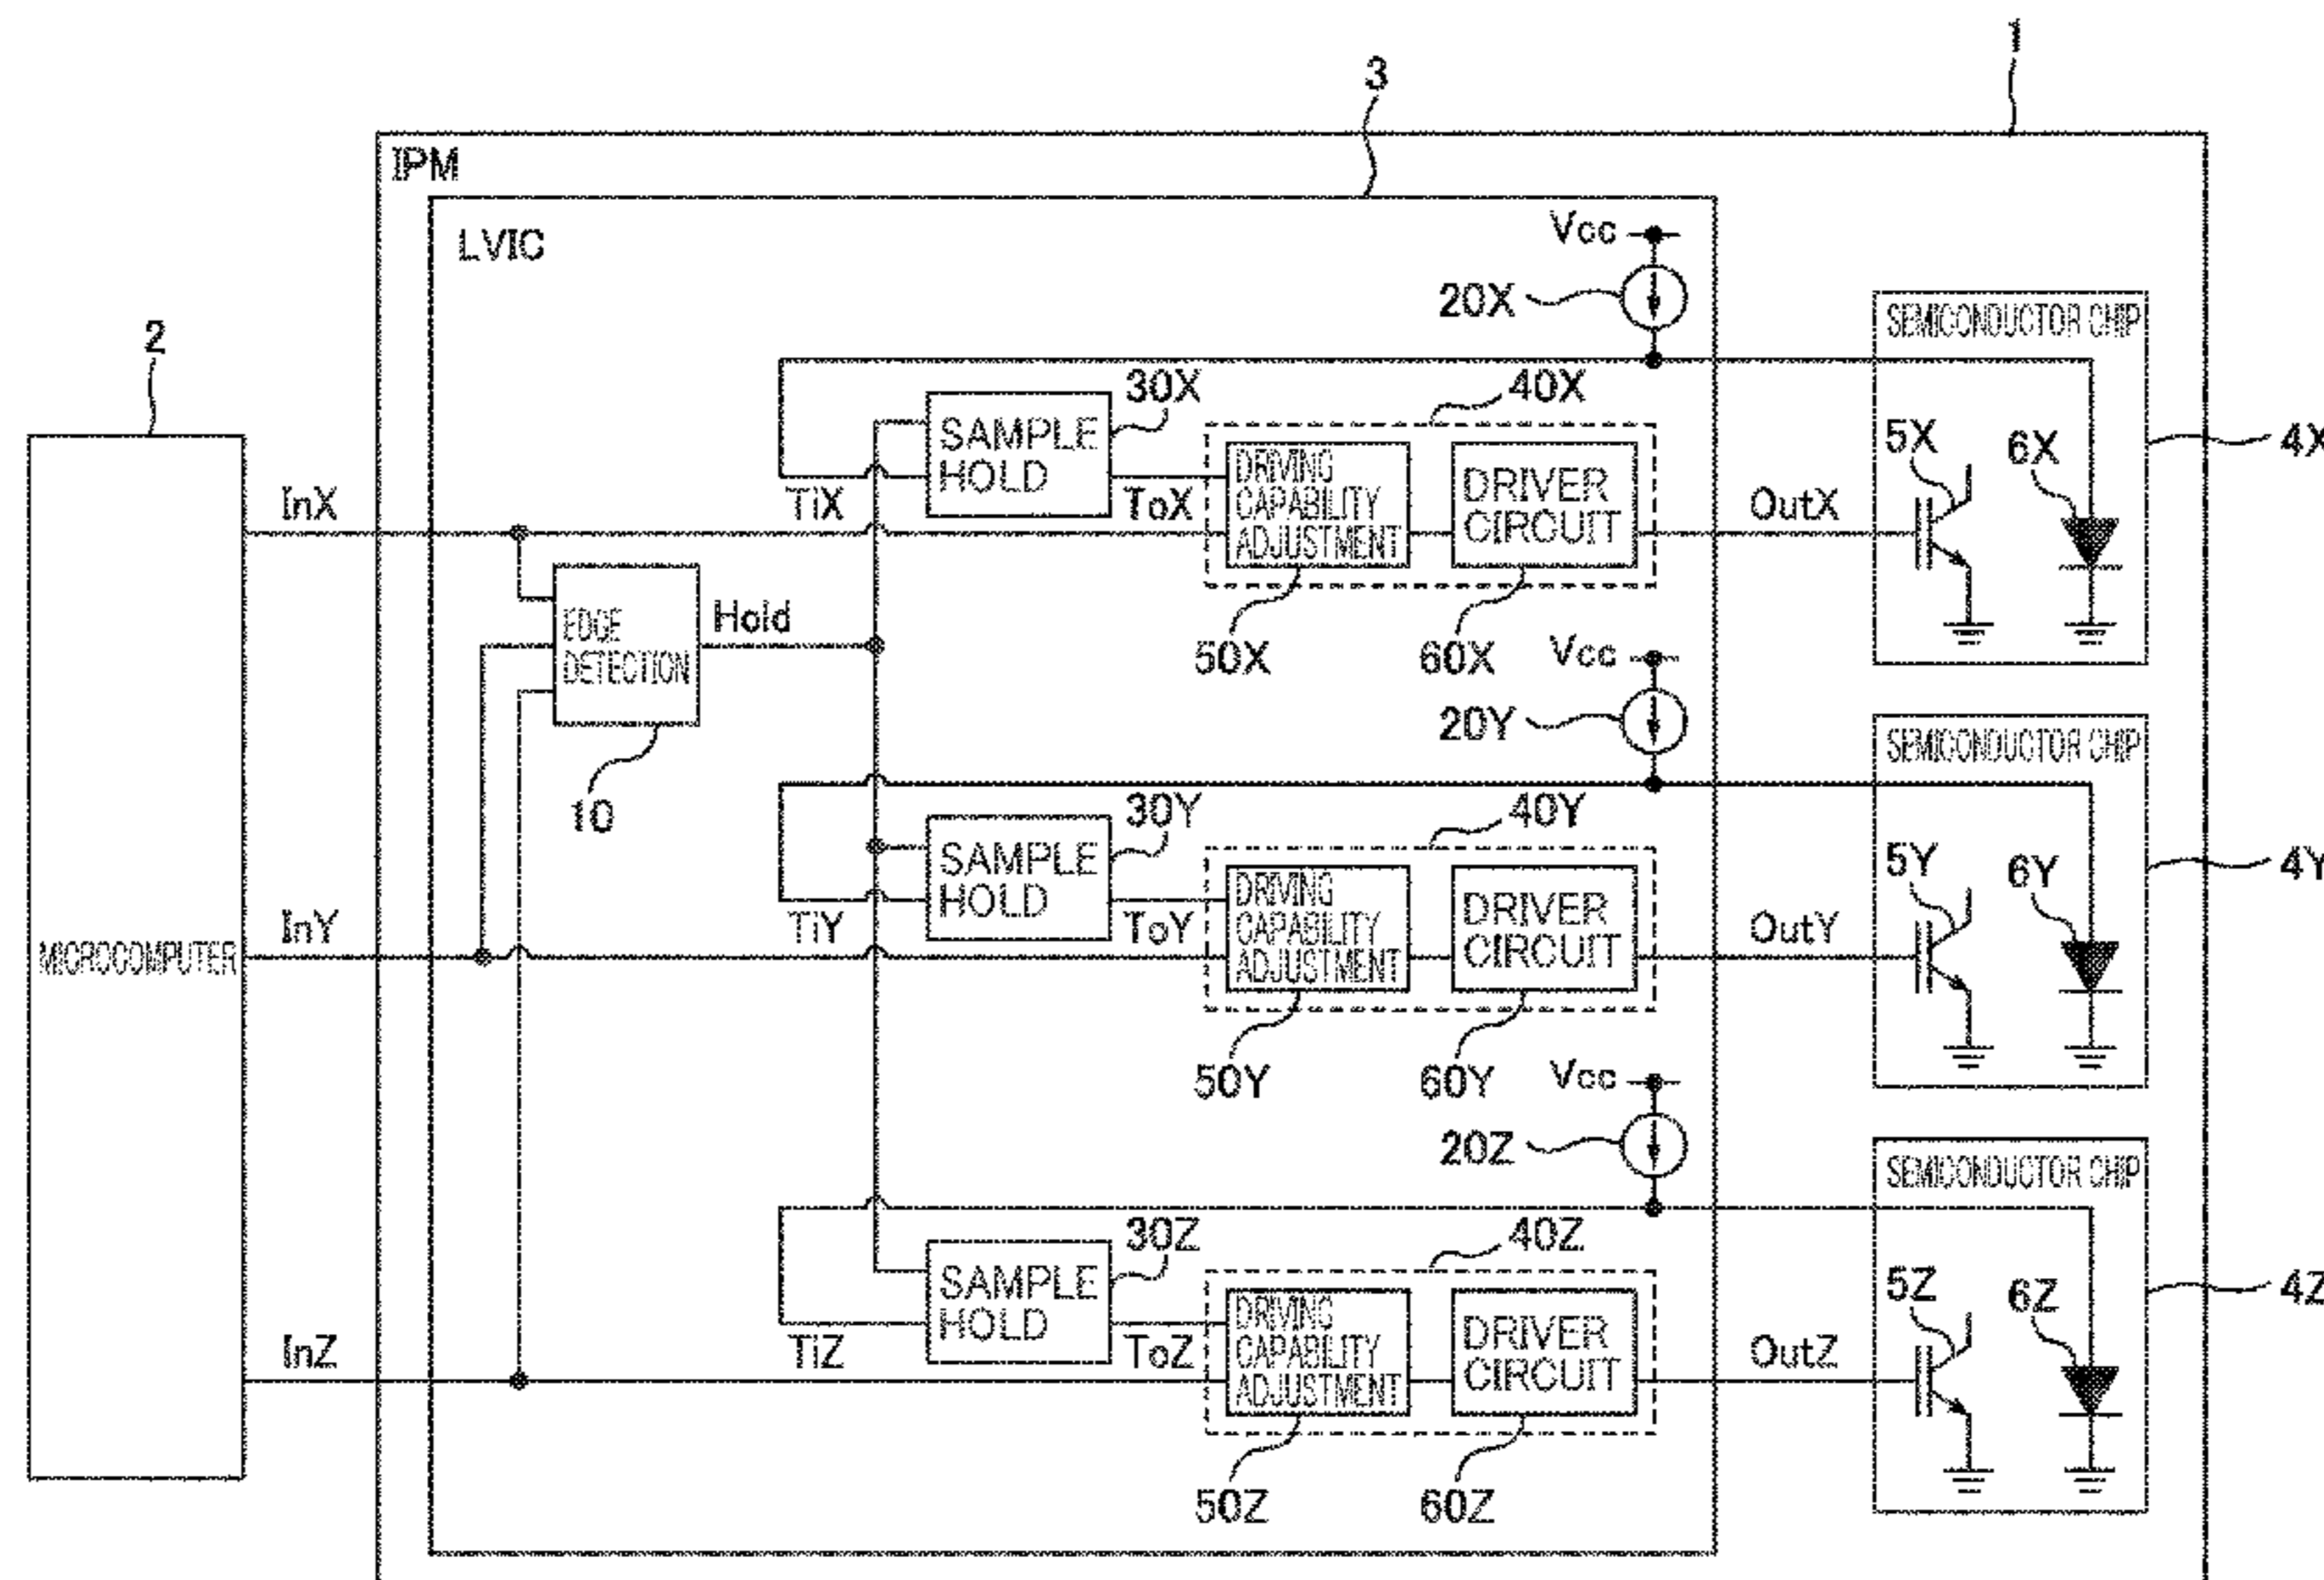 1
3
IPM
LVIC
Vcc
20X
SEMICONDUCTOR CHIP
2
30X
40X
SAMPLE
HOLD
DRIVING
CAPABILITY
ADJUSTMENT
DRIVER
CIRCUIT
5X
6X
4X
InX
TiX
ToX
OutX
EDGE
DETECTION
Hold
50X
60X
Vcc
10
20Y
SEMICONDUCTOR CHIP
30Y
40Y
SAMPLE
HOLD
DRIVING
CAPABILITY
ADJUSTMENT
DRIVER
CIRCUIT
5Y
6Y
4Y
MICROCOMPUTER
InY
TiY
ToY
OutY
50Y
60Y
Vcc
20Z
SEMICONDUCTOR CHIP
30Z
40Z
SAMPLE
HOLD
DRIVING
CAPABILITY
ADJUSTMENT
DRIVER
CIRCUIT
5Z
6Z
4Z
InZ
TiZ
ToZ
OutZ
50Z
60Z